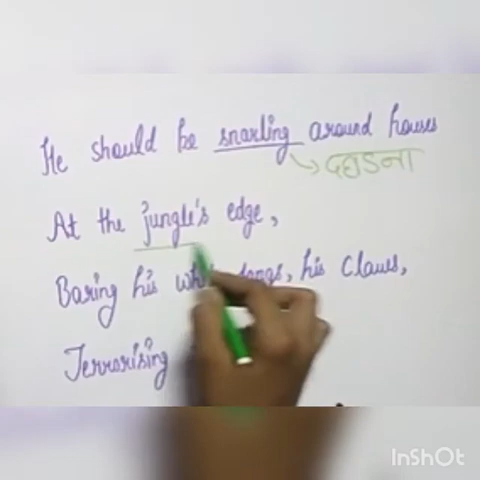 He should be snarling around houses
→ दहाडना
At the jungle's edge,
Baring his fangs, his claws,
Terrorising
InShOt